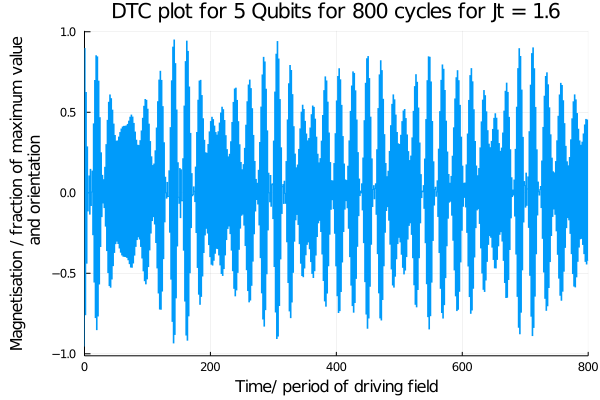 DTC plot for 5 Qubits for 800 cycles for Jt = 1.6
Magnetisation / fraction of maximum value
and orientation
1.0
0.5
0.0
−0.5
−1.0
0 200 400 600 800
Time/ period of driving field